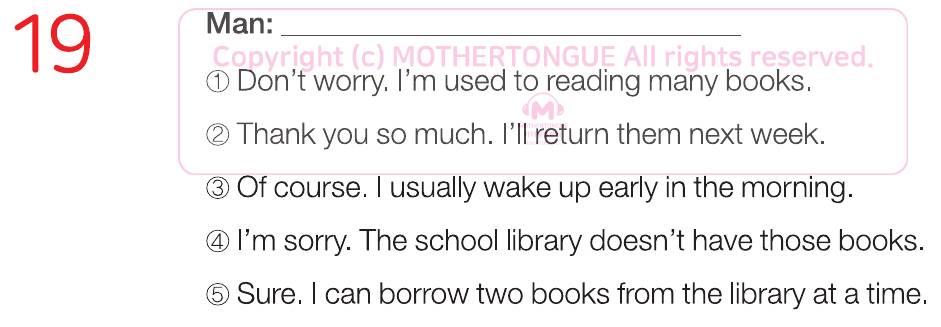 19
Man: ____________________
Copyright (c) MOTHERTONGUE All rights reserved.
① Don't worry. I'm used to reading many books.
② Thank you so much. I'll return them next week.
③ Of course. I usually wake up early in the morning.
④ I'm sorry. The school library doesn't have those books.
⑤ Sure. I can borrow two books from the library at a time.